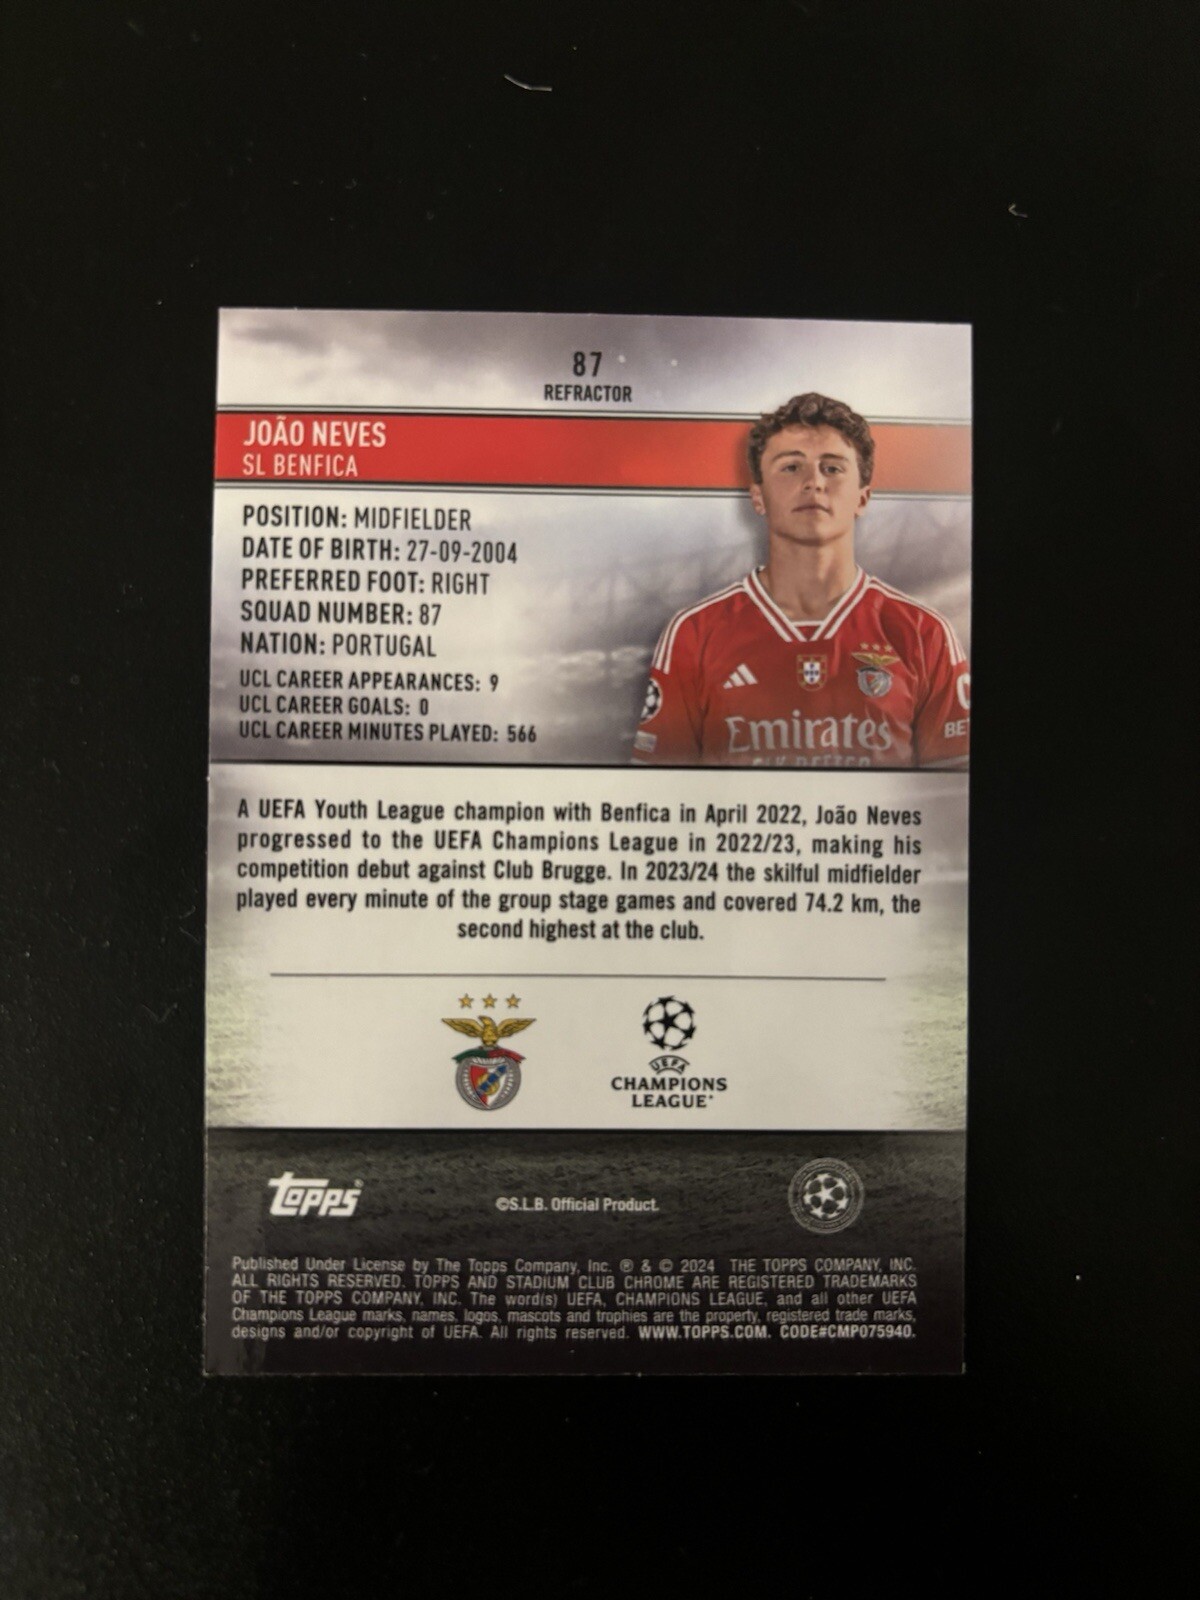 87
REFRACTOR
JOÃO NEVES
SL BENFICA
POSITION: MIDFIELDER
DATE OF BIRTH: 27-09-2004
PREFERRED FOOT: RIGHT
SQUAD NUMBER: 87
NATION: PORTUGAL
UCL CAREER APPEARANCES: 9
UCL CAREER GOALS: 0
UCL CAREER MINUTES PLAYED: 566
Emirates
FLY BETTER
BET
A UEFA Youth League champion with Benfica in April 2022, João Neves
progressed to the UEFA Champions League in 2022/23, making his
competition debut against Club Brugge. In 2023/24 the skilful midfielder
played every minute of the group stage games and covered 74.2 km, the
second highest at the club.
UEFA
CHAMPIONS
LEAGUE®
topps®
©S.L.B. Official Product.
Published Under License by The Topps Company, Inc. ® & © 2024 THE TOPPS COMPANY, INC.
ALL RIGHTS RESERVED. TOPPS AND STADIUM CLUB CHROME ARE REGISTERED TRADEMARKS
OF THE TOPPS COMPANY, INC. The word(s) UEFA, CHAMPIONS LEAGUE, and all other UEFA
Champions League marks, names, logos, mascots and trophies are the property, registered trade marks,
designs and/or copyright of UEFA. All rights reserved. WWW.TOPPS.COM. CODE#CMP075940.